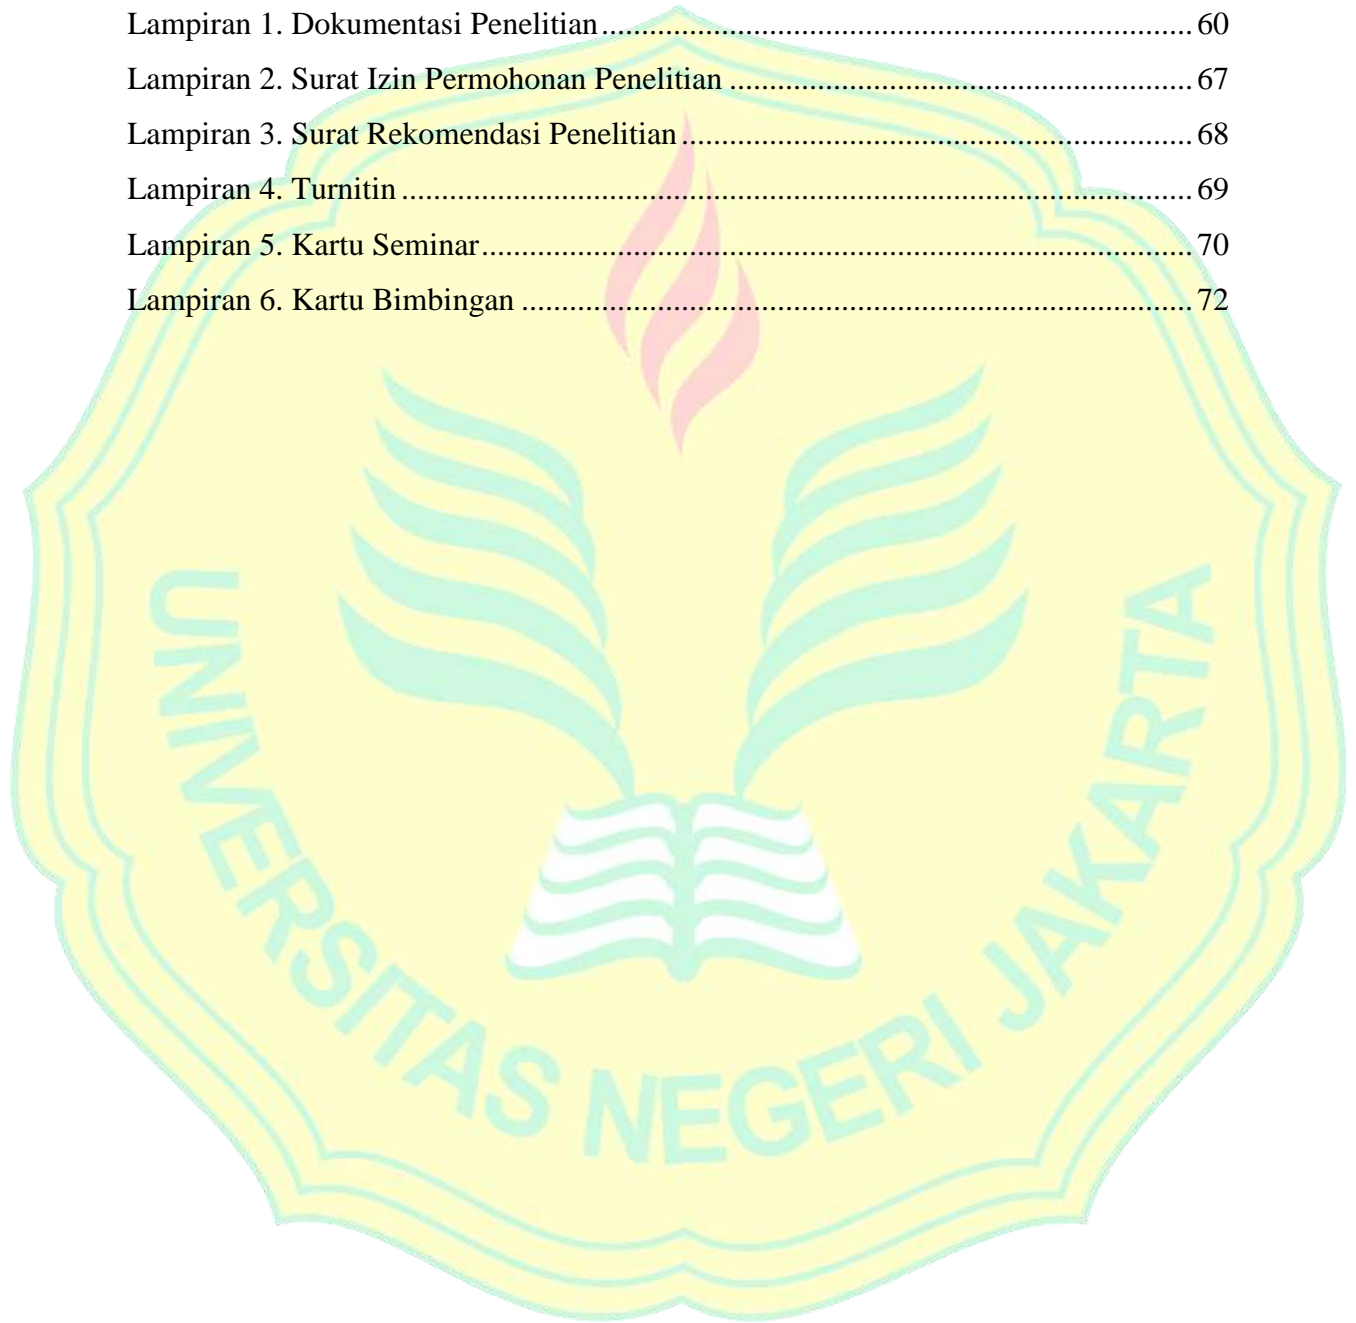 Lampiran 1. Dokumentasi Penelitian........................................................................ 60
Lampiran 2. Surat Izin Permohonan Penelitian ........................................................ 67
Lampiran 3. Surat Rekomendasi Penelitian.............................................................. 68
Lampiran 4. Turnitin ................................................................................................ 69
Lampiran 5. Kartu Seminar...................................................................................... 70
Lampiran 6. Kartu Bimbingan ................................................................................. 72
UNIVERSITAS NEGERI JAKARTA